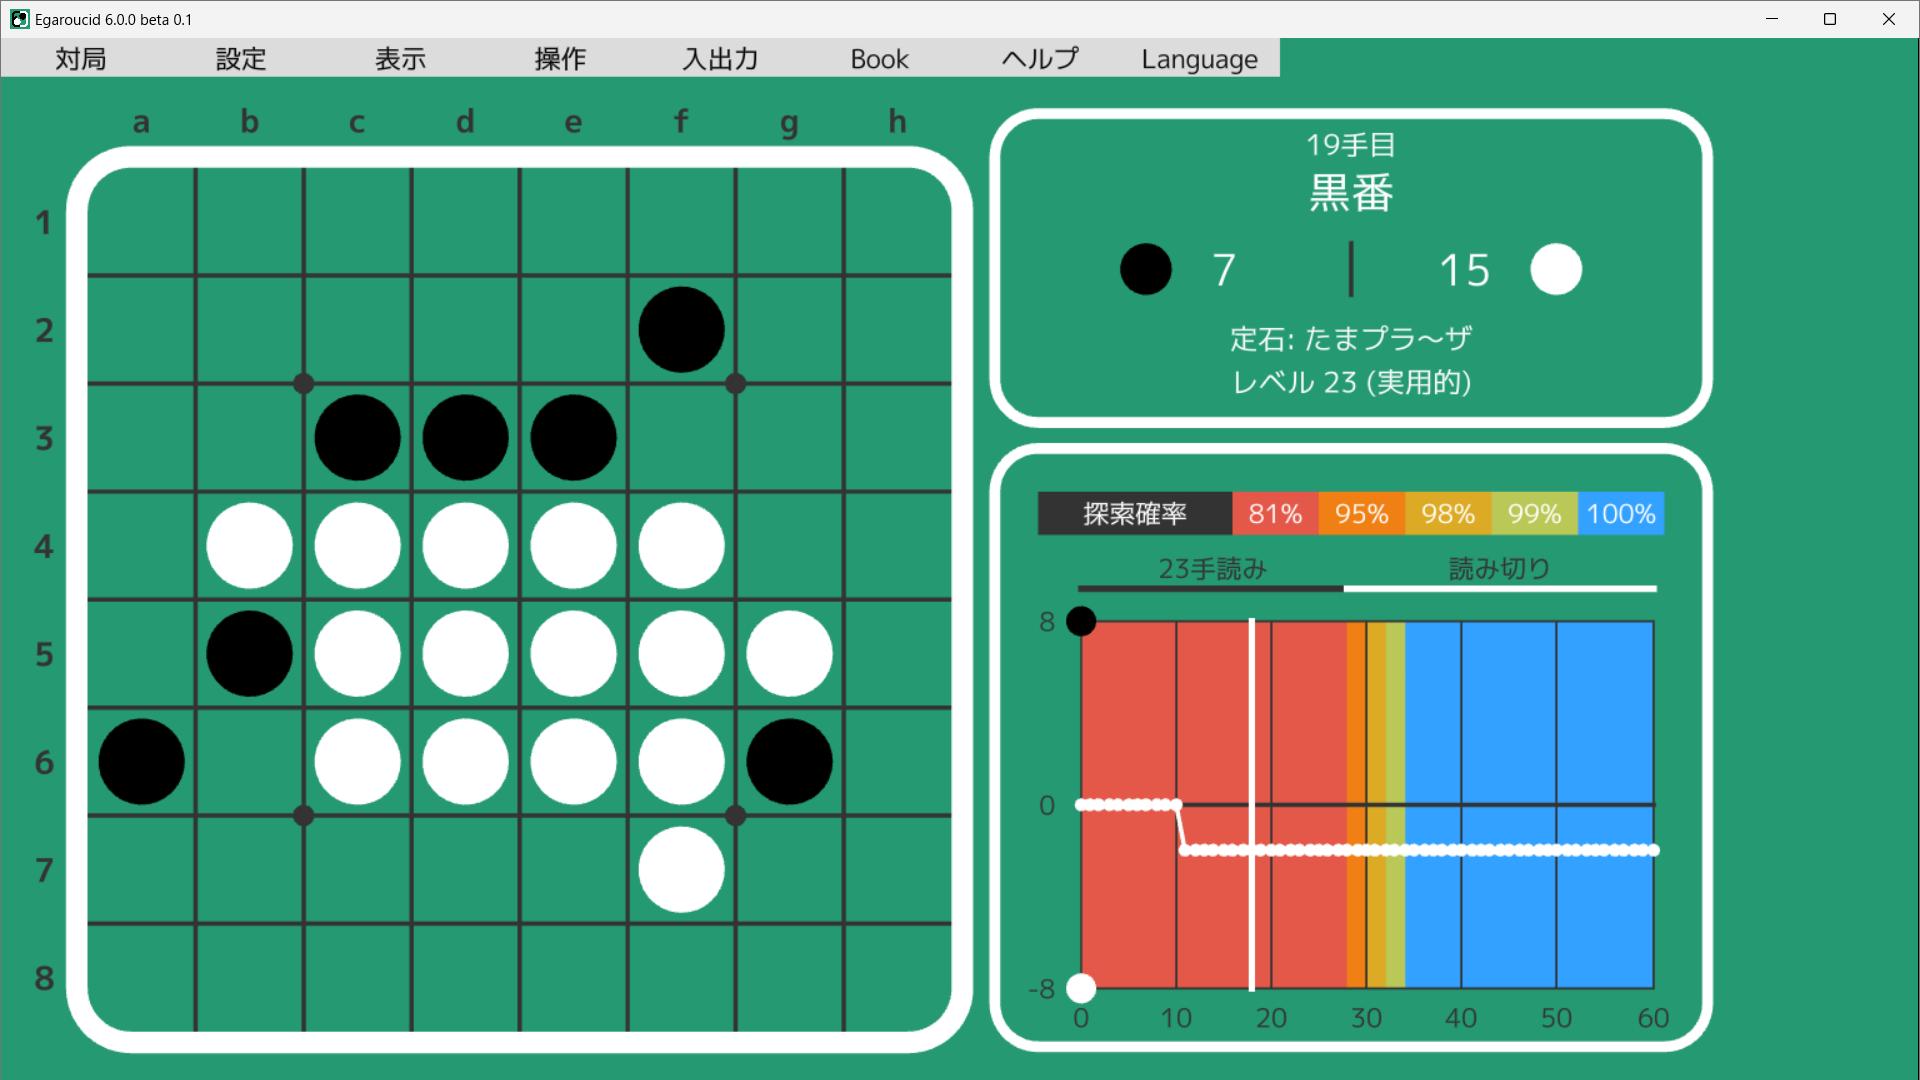 Egaroucid 6.0.0 beta 0.1
対局 設定 表示 操作 入出力 Book ヘルプ Language
a b c d e f g h
1
2
3
4
5
6
7
8
19手目
黒番
7 15
定石: たまプラ～ザ
レベル 23 (実用的)
探索確率 81% 95% 98% 99% 100%
23手読み 読み切り
8
0
-8
0 10 20 30 40 50 60